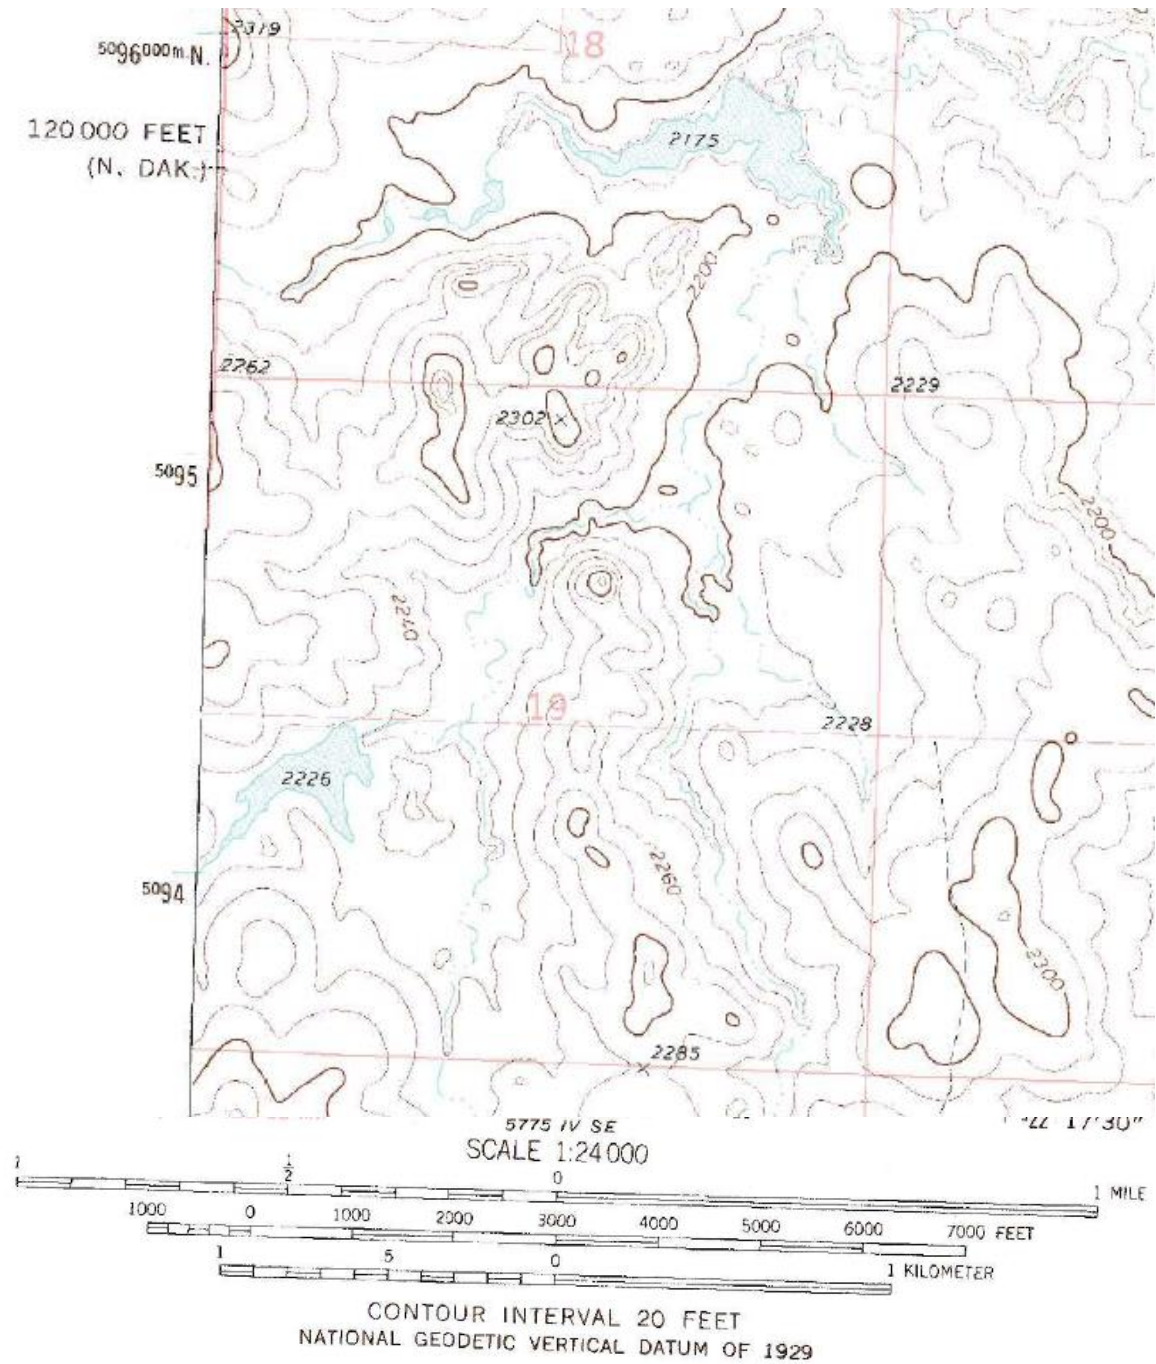 2319
18
5096000m.N.
120 000 FEET
(N. DAK.)
2175
2200
2262
2229
2302
5095
2200
2240
19
2228
2226
2260
5094
2300
2285
5775 IV SE
17'30"
SCALE 1:24 000
1 1/2 0 1 MILE
1000 0 1000 2000 3000 4000 5000 6000 7000 FEET
1 5 0 1 KILOMETER
CONTOUR INTERVAL 20 FEET
NATIONAL GEODETIC VERTICAL DATUM OF 1929